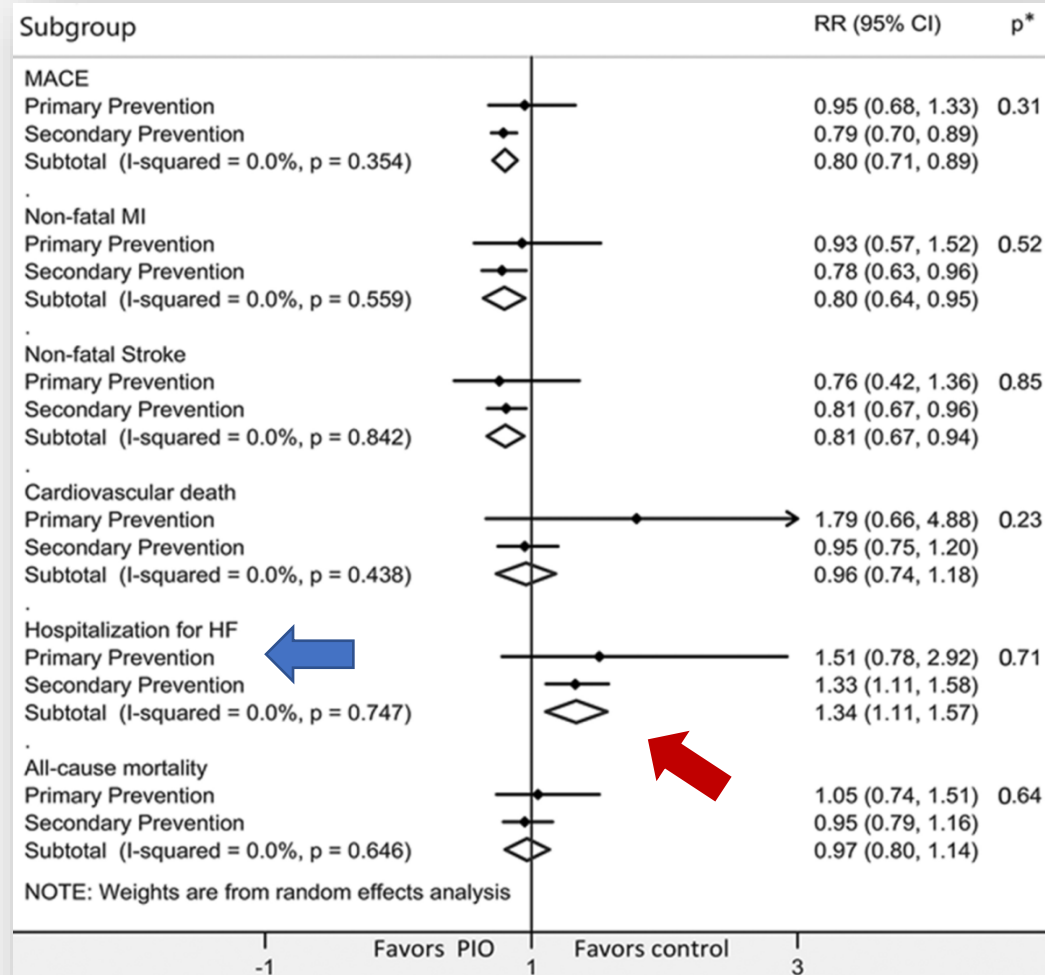 Subgroup RR (95% CI) p*
MACE
Primary Prevention 0.95 (0.68, 1.33) 0.31
Secondary Prevention 0.79 (0.70, 0.89)
Subtotal (I-squared = 0.0%, p = 0.354) 0.80 (0.71, 0.89)
.
Non-fatal MI
Primary Prevention 0.93 (0.57, 1.52) 0.52
Secondary Prevention 0.78 (0.63, 0.96)
Subtotal (I-squared = 0.0%, p = 0.559) 0.80 (0.64, 0.95)
.
Non-fatal Stroke
Primary Prevention 0.76 (0.42, 1.36) 0.85
Secondary Prevention 0.81 (0.67, 0.96)
Subtotal (I-squared = 0.0%, p = 0.842) 0.81 (0.67, 0.94)
.
Cardiovascular death
Primary Prevention 1.79 (0.66, 4.88) 0.23
Secondary Prevention 0.95 (0.75, 1.20)
Subtotal (I-squared = 0.0%, p = 0.438) 0.96 (0.74, 1.18)
.
Hospitalization for HF
Primary Prevention 1.51 (0.78, 2.92) 0.71
Secondary Prevention 1.33 (1.11, 1.58)
Subtotal (I-squared = 0.0%, p = 0.747) 1.34 (1.11, 1.57)
.
All-cause mortality
Primary Prevention 1.05 (0.74, 1.51) 0.64
Secondary Prevention 0.95 (0.79, 1.16)
Subtotal (I-squared = 0.0%, p = 0.646) 0.97 (0.80, 1.14)
NOTE: Weights are from random effects analysis
Favors PIO Favors control
-1 1 3